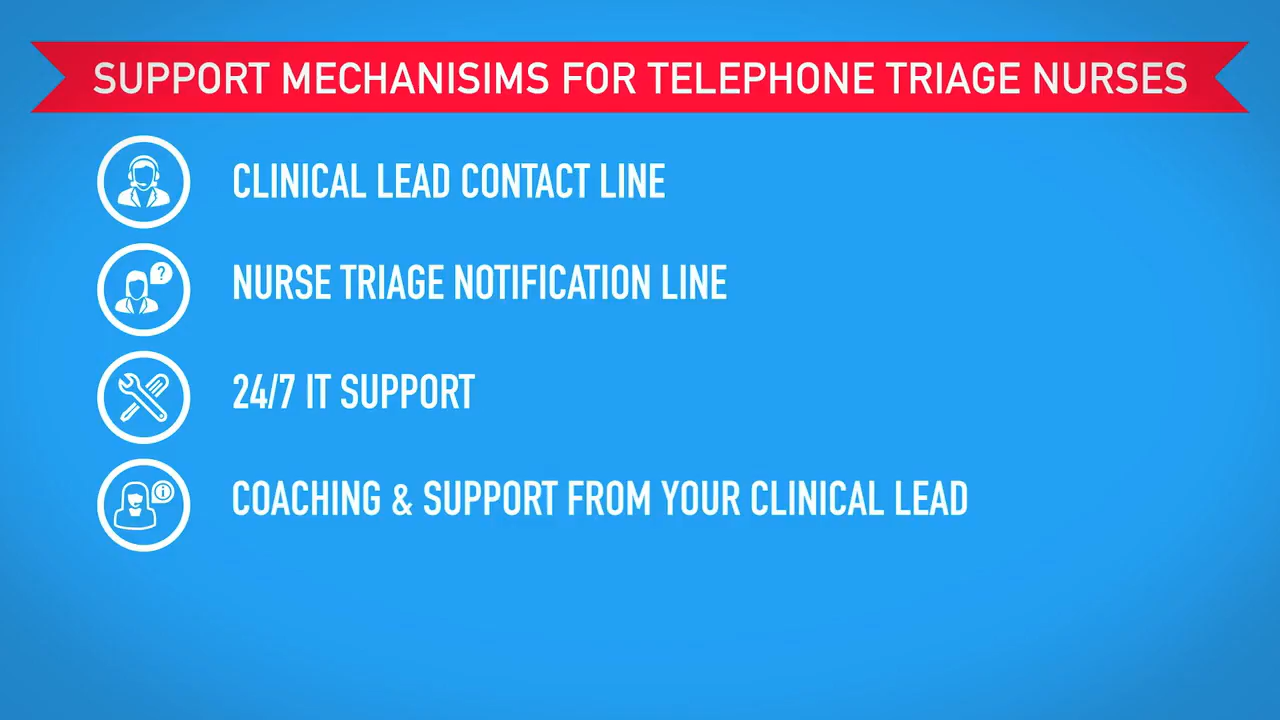 SUPPORT MECHANISIMS FOR TELEPHONE TRIAGE NURSES
CLINICAL LEAD CONTACT LINE
?
NURSE TRIAGE NOTIFICATION LINE
24/7 IT SUPPORT
i
COACHING & SUPPORT FROM YOUR CLINICAL LEAD